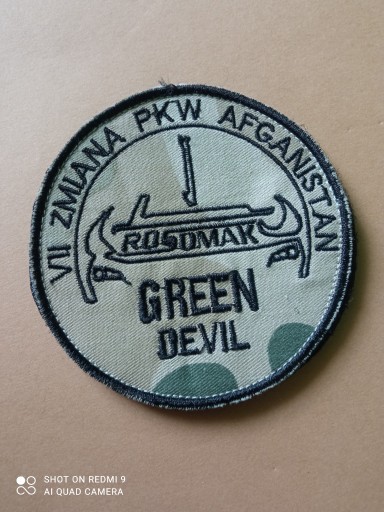 VII ZMIANA PKW AFGANISTAN
ROSOMAK
GREEN
DEVIL
SHOT ON REDMI 9
AI QUAD CAMERA